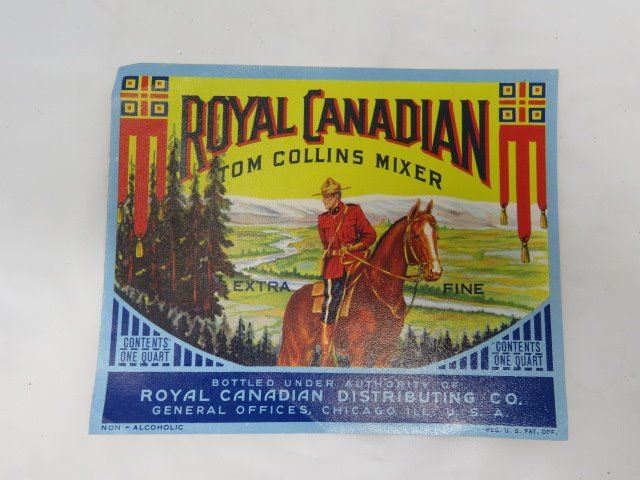 ROYAL CANADIAN
TOM COLLINS MIXER
EXTRA FINE
CONTENTS
ONE QUART
CONTENTS
ONE QUART
BOTTLED UNDER AUTHORITY OF
ROYAL CANADIAN DISTRIBUTING CO.
GENERAL OFFICES, CHICAGO ILL. U. S. A.
NON - ALCOHOLIC
REG. U. S. PAT. OFF.